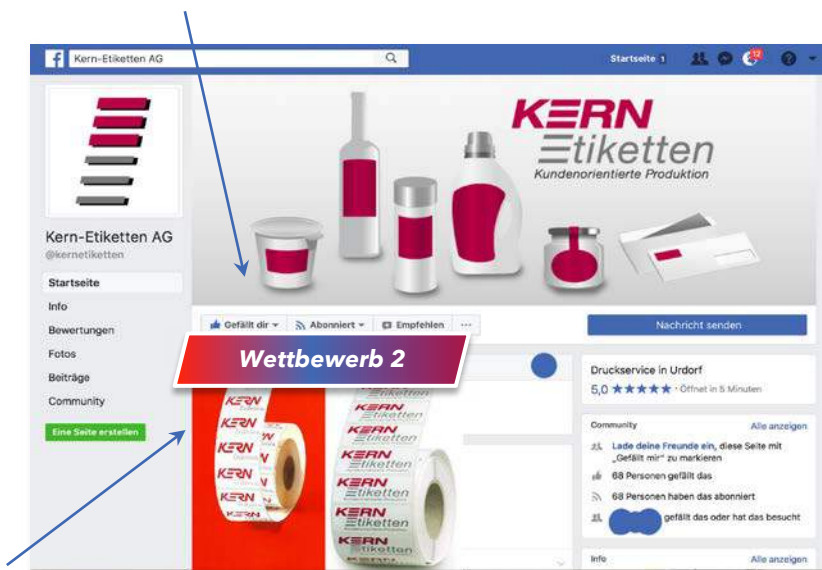 Kern-Etiketten AG
Startseite 1
12
KERN
Etiketten
Kundenorientierte Produktion
Kern-Etiketten AG
@kernetiketten
Startseite
Info
Bewertungen
Fotos
Beiträge
Community
Eine Seite erstellen
Gefällt dir
Abonniert
Empfehlen
Nachricht senden
Wettbewerb 2
KERN
KERN
KERN
KERN
KERN
Etiketten
KERN
Etiketten
KERN
Etiketten
KERN
Etiketten
KERN
Etiketten
Druckservice in Urdorf
5,0 ★★★★★ · Öffnet in 5 Minuten
Community
Alle anzeigen
Lade deine Freunde ein, diese Seite mit
„Gefällt mir“ zu markieren
68 Personen gefällt das
68 Personen haben das abonniert
gefällt das oder hat das besucht
Info
Alle anzeigen